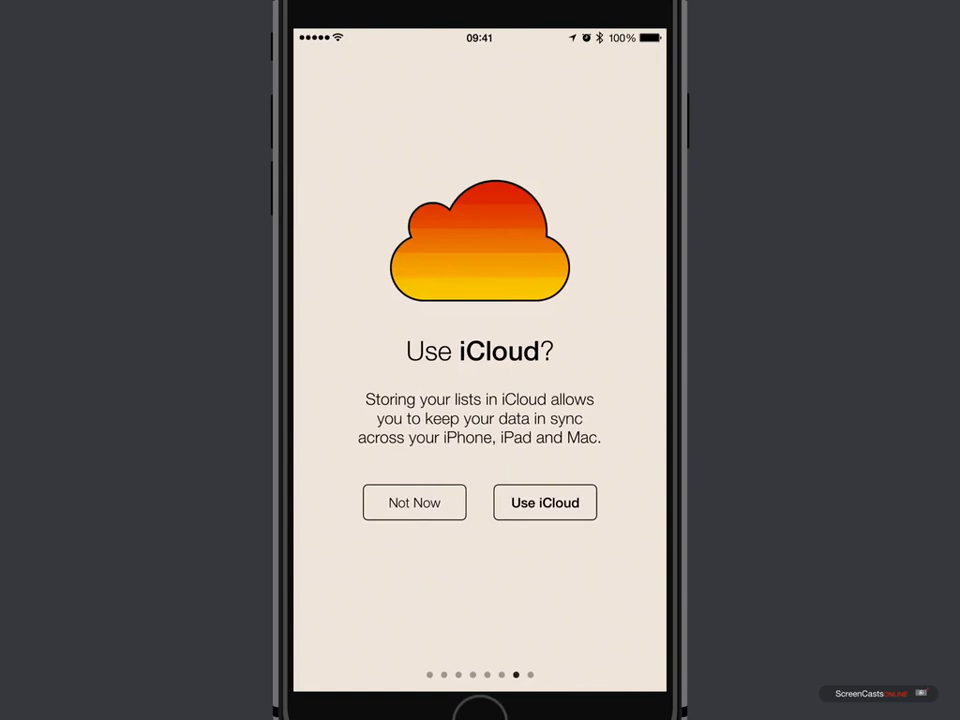 09:41
100%
Use iCloud?
Storing your lists in iCloud allows
you to keep your data in sync
across your iPhone, iPad and Mac.
Not Now
Use iCloud
ScreenCastsONLINE